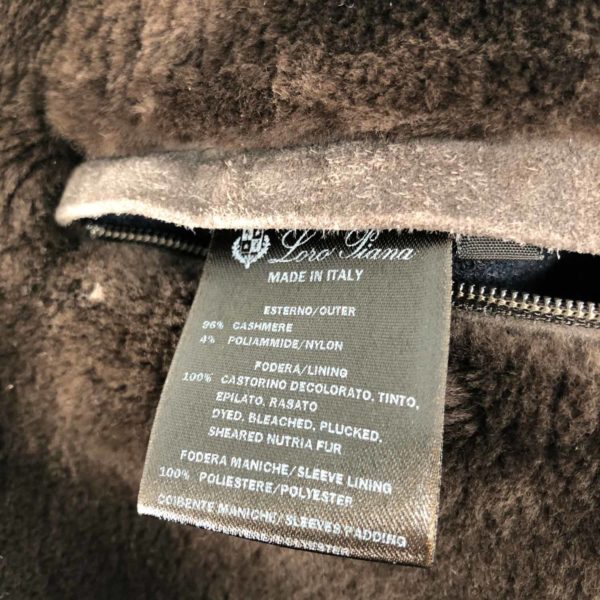 Loro Piana
MADE IN ITALY
ESTERNO/OUTER
96% CASHMERE
4% POLIAMMIDE/NYLON
FODERA/LINING
100% CASTORINO DECOLORATO, TINTO,
EPILATO, RASATO
DYED, BLEACHED, PLUCKED,
SHEARED NUTRIA FUR
FODERA MANICHE/SLEEVE LINING
100% POLIESTERE/POLYESTER
COIBENTE MANICHE/SLEEVES PADDING